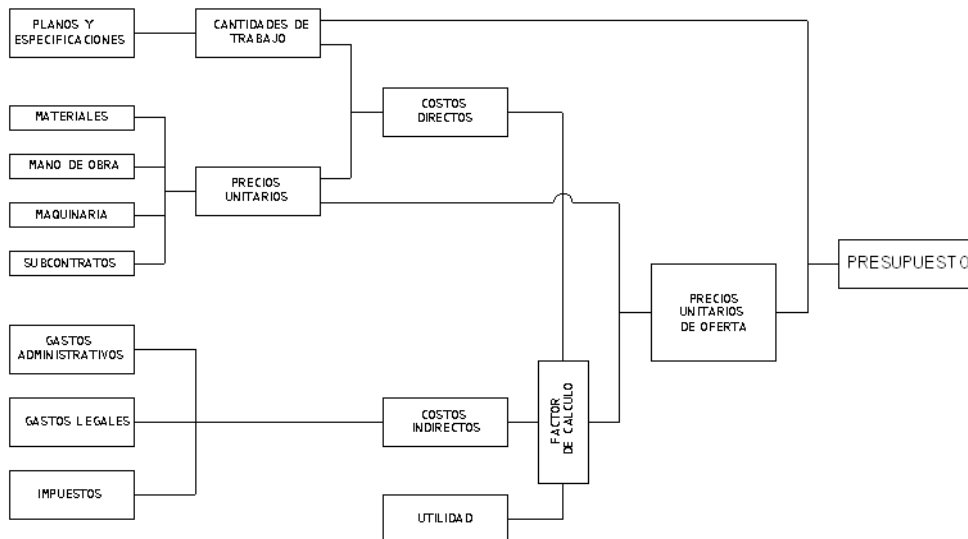 PLANOS Y
ESPECIFICACIONES
CANTIDADES DE
TRABAJO
MATERIALES
MANO DE OBRA
MAQUINARIA
SUBCONTRATOS
PRECIOS
UNITARIOS
COSTOS
DIRECTOS
GASTOS
ADMINISTRATIVOS
GASTOS LEGALES
IMPUESTOS
COSTOS
INDIRECTOS
UTILIDAD
FACTOR
DE CALCULO
PRECIOS
UNITARIOS
DE OFERTA
PRESUPUESTO